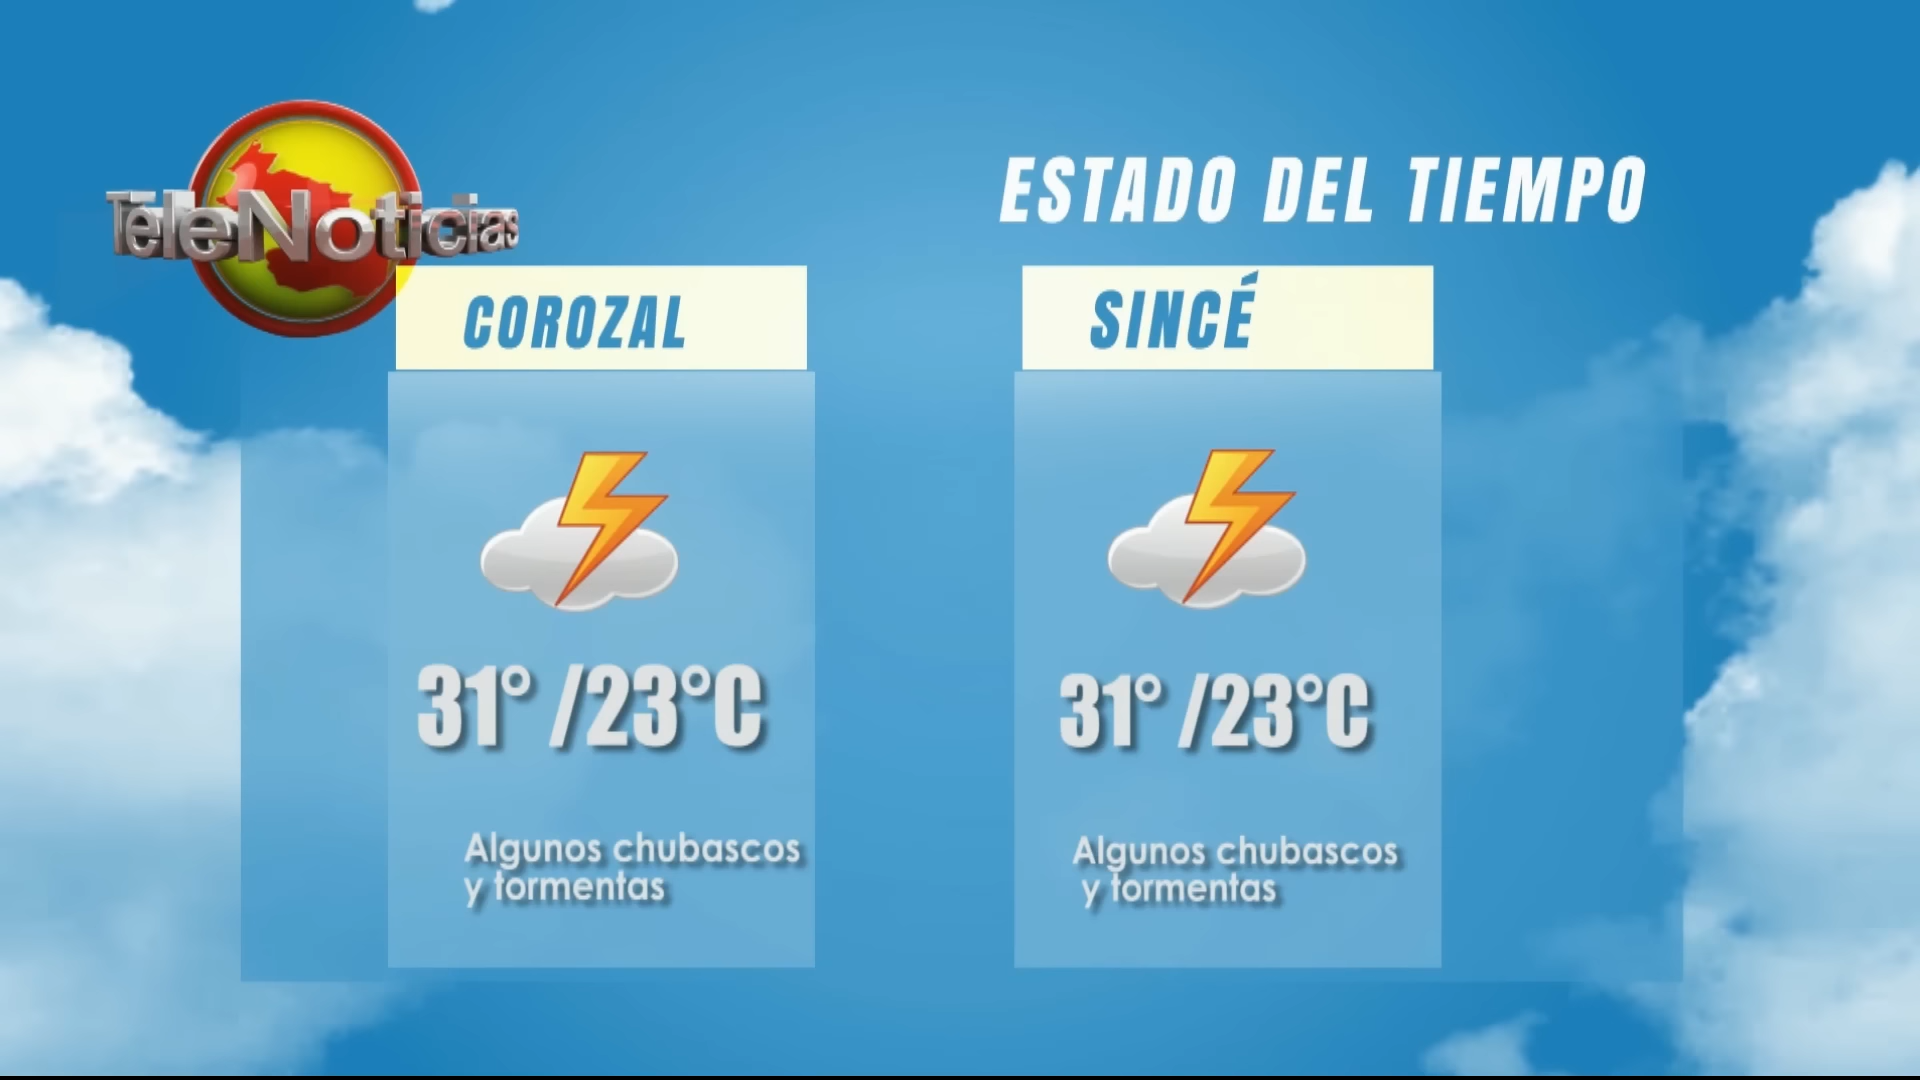 TeleNoticias
ESTADO DEL TIEMPO
COROZAL
31° /23°C
Algunos chubascos
y tormentas
SINCÉ
31° /23°C
Algunos chubascos
y tormentas